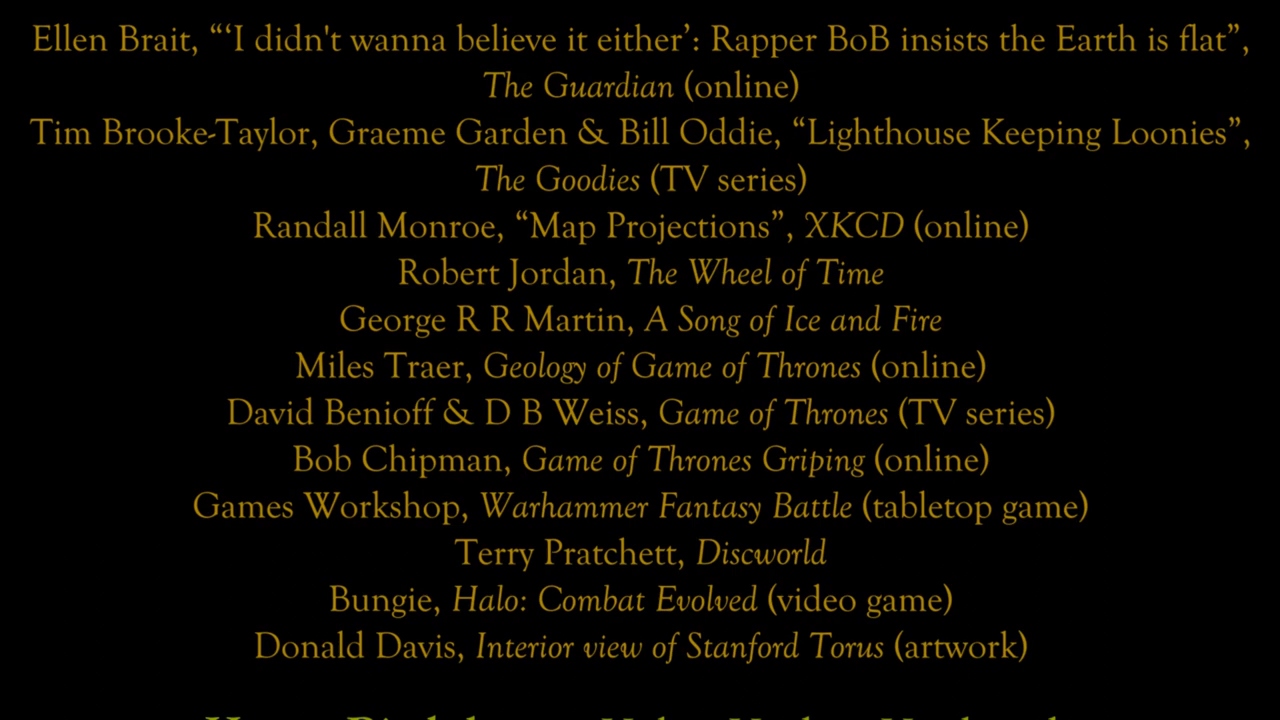 Ellen Brait, “‘I didn't wanna believe it either’: Rapper BoB insists the Earth is flat”,
The Guardian (online)
Tim Brooke-Taylor, Graeme Garden & Bill Oddie, “Lighthouse Keeping Loonies”,
The Goodies (TV series)
Randall Monroe, “Map Projections”, XKCD (online)
Robert Jordan, The Wheel of Time
George R R Martin, A Song of Ice and Fire
Miles Traer, Geology of Game of Thrones (online)
David Benioff & D B Weiss, Game of Thrones (TV series)
Bob Chipman, Game of Thrones Griping (online)
Games Workshop, Warhammer Fantasy Battle (tabletop game)
Terry Pratchett, Discworld
Bungie, Halo: Combat Evolved (video game)
Donald Davis, Interior view of Stanford Torus (artwork)